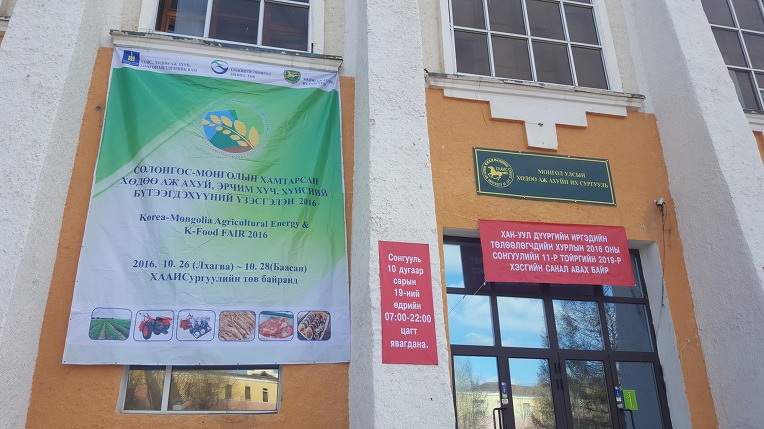 СОЛОНГОС-МОНГОЛЫН ХАМТАРСАН
ХӨДӨӨ АЖ АХУЙ, ЭРЧИМ ХҮЧ, ХҮНСНИЙ
БҮТЭЭГДЭХҮҮНИЙ ҮЗЭСГЭЛЭН 2016
Korea-Mongolia Agricultural Energy &
K-Food FAIR 2016
2016. 10. 26 (Лхагва) ~ 10. 28(Баасан)
ХААИСургуулийн төв байранд
Сонгууль
10 дугаар
сарын
19-ний
өдрийн
07:00-22:00
цагт
явагдана.
МОНГОЛ УЛСЫН
ХӨДӨӨ АЖ АХУЙН ИХ СУРГУУЛЬ
ХАН-УУЛ ДҮҮРГИЙН ИРГЭДИЙН
ТӨЛӨӨЛӨГЧДИЙН ХУРЛЫН 2016 ОНЫ
СОНГУУЛИЙН 11-Р ТОЙРГИЙН 2019-Р
ХЭСГИЙН САНАЛ АВАХ БАЙР